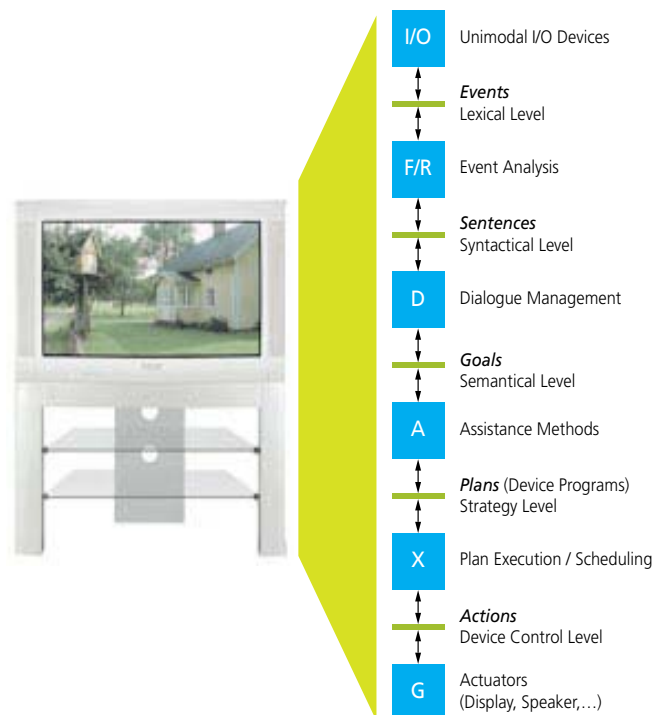 I/O
Unimodal I/O Devices
Events
Lexical Level
F/R
Event Analysis
Sentences
Syntactical Level
D
Dialogue Management
Goals
Semantical Level
A
Assistance Methods
Plans (Device Programs)
Strategy Level
X
Plan Execution / Scheduling
Actions
Device Control Level
G
Actuators
(Display, Speaker,…)